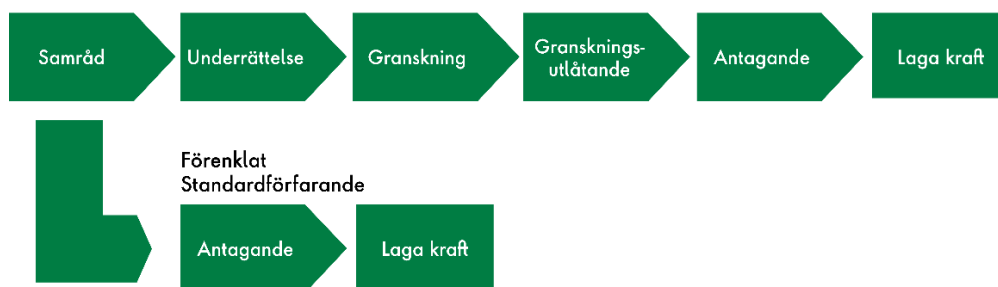 Samråd
Underrättelse
Granskning
Gransknings-
utlåtande
Antagande
Laga kraft
Förenklat
Standardförfarande
Antagande
Laga kraft